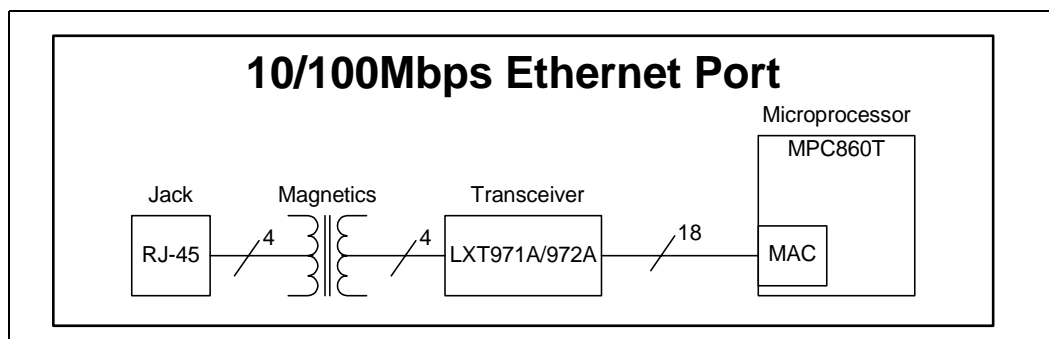 10/100Mbps Ethernet Port
Microprocessor
MPC860T
Jack
Magnetics
Transceiver
RJ-45
4
4
LXT971A/972A
18
MAC